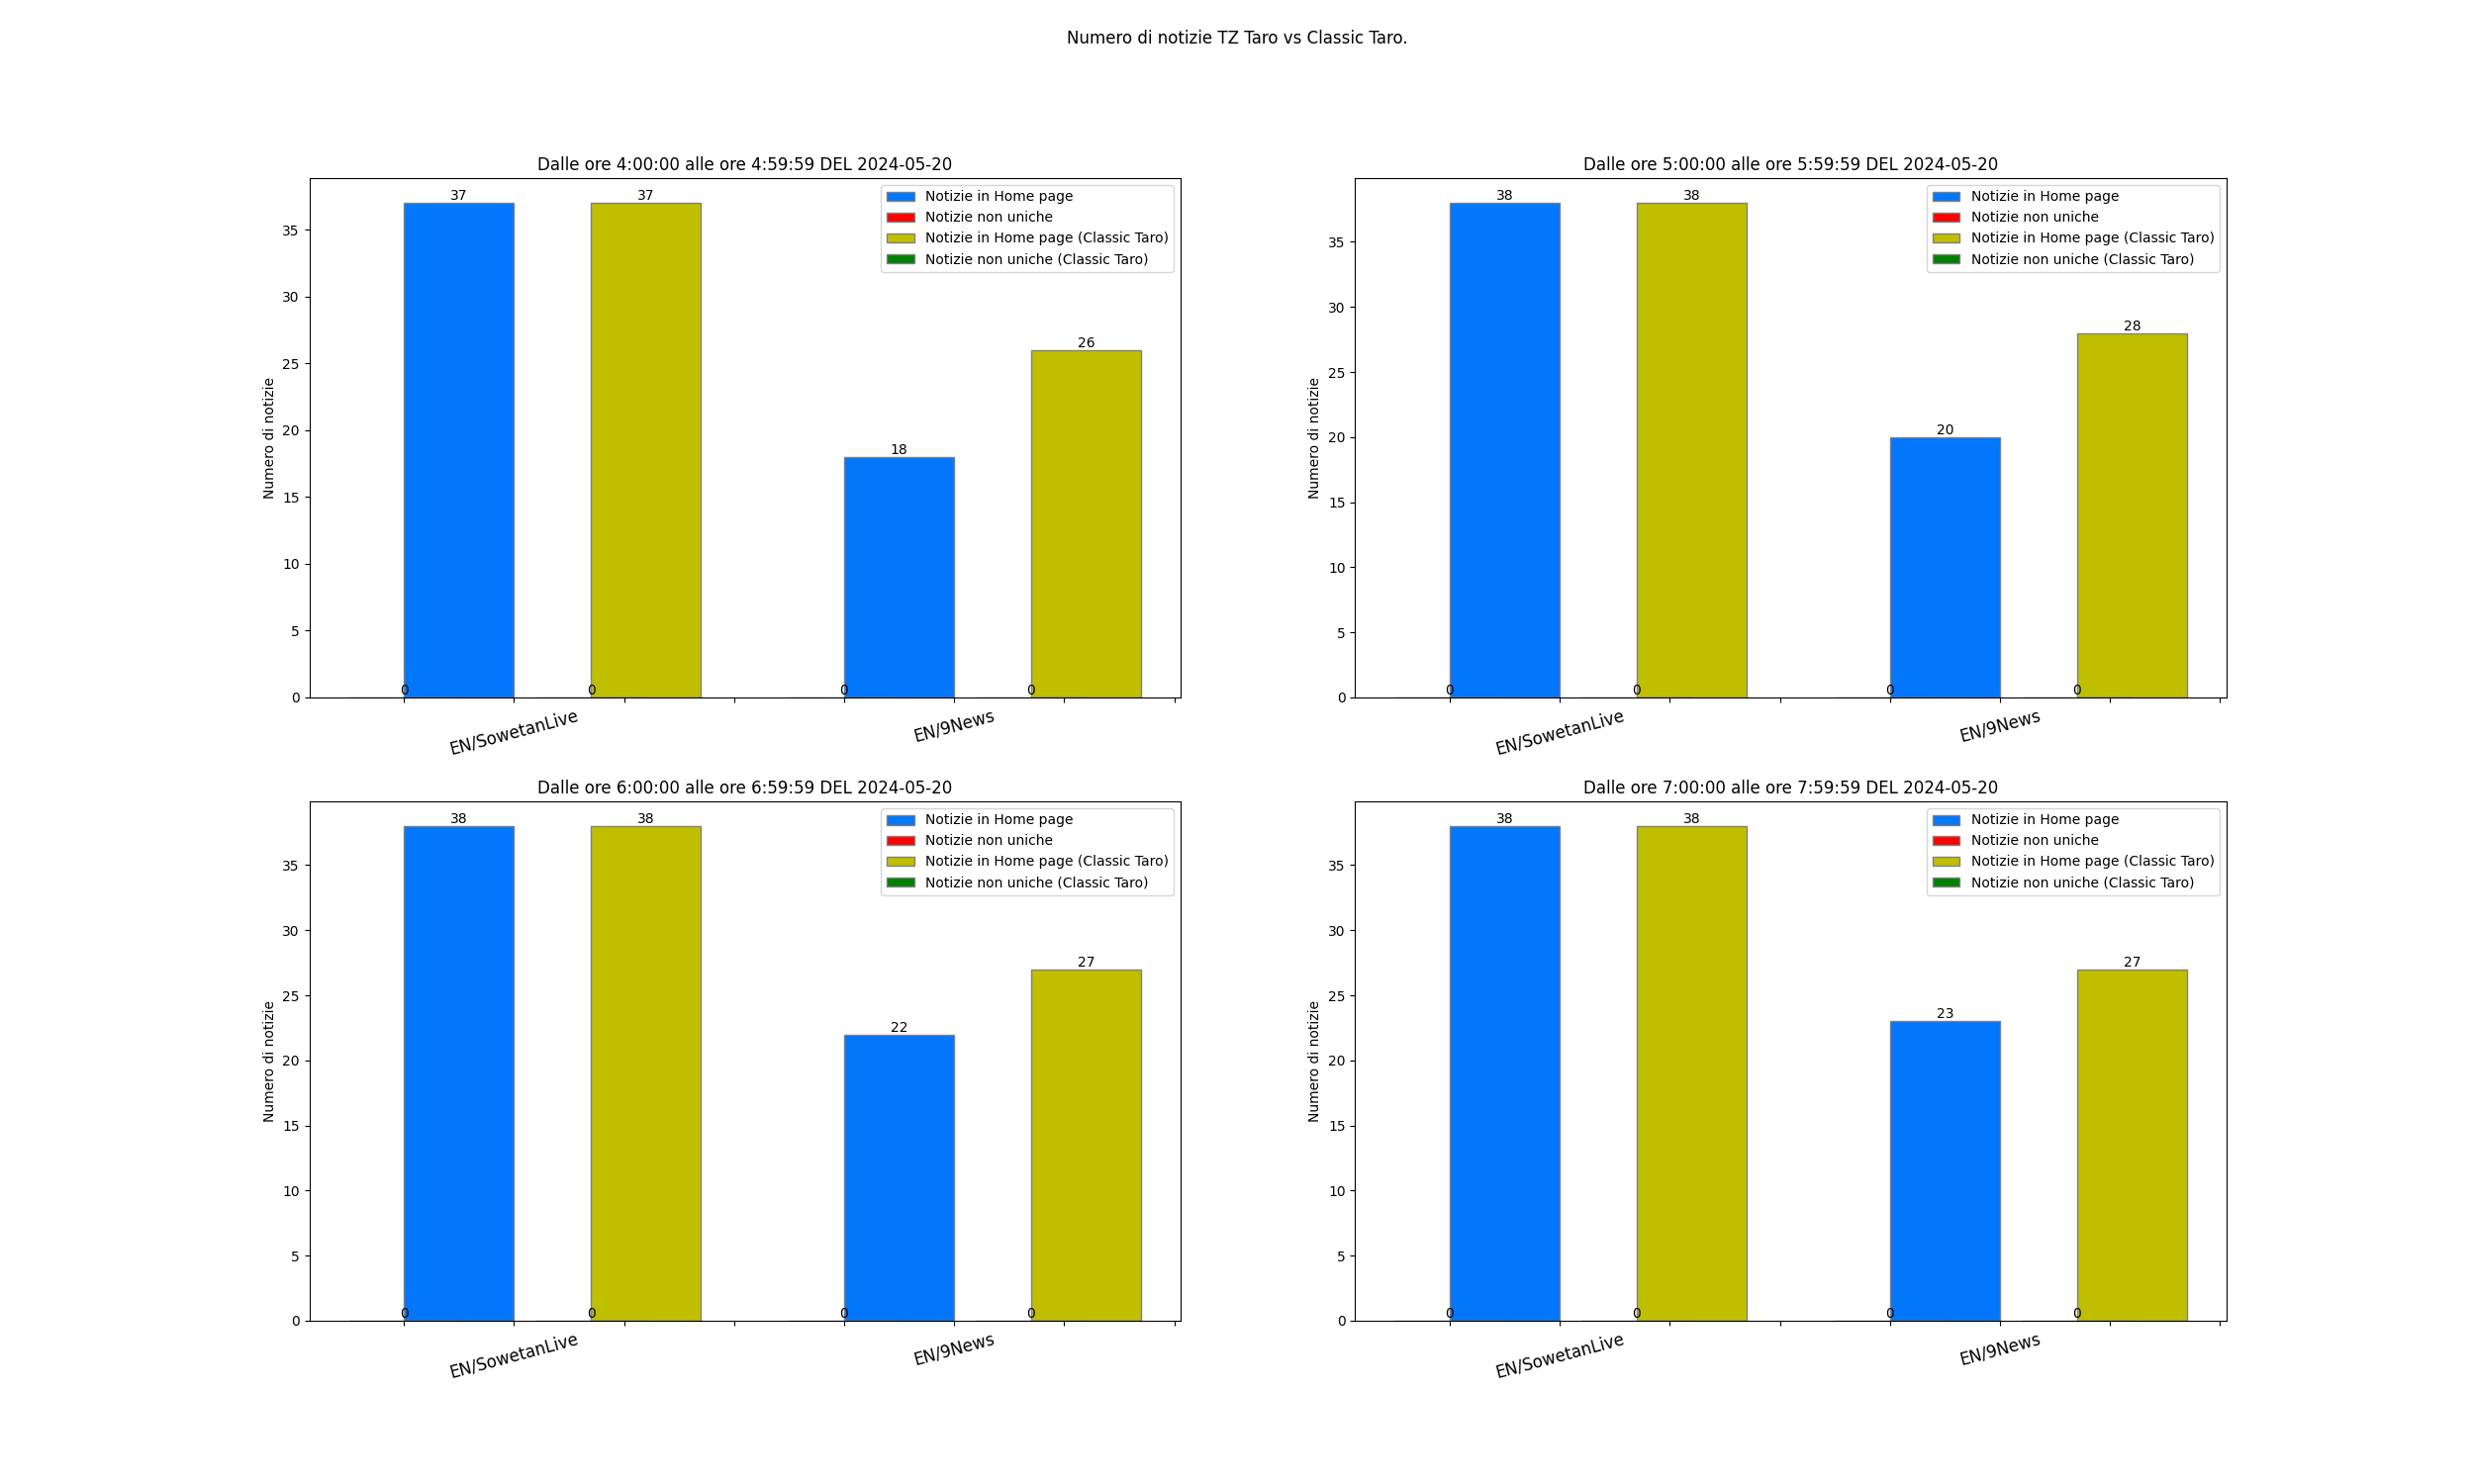 Numero di notizie TZ Taro vs Classic Taro.
Dalle ore 4:00:00 alle ore 4:59:59 DEL 2024-05-20
Numero di notizie
35
30
25
20
15
10
5
0
37
37
18
26
0
0
0
0
Notizie in Home page
Notizie non uniche
Notizie in Home page (Classic Taro)
Notizie non uniche (Classic Taro)
EN/SowetanLive
EN/9News
Dalle ore 5:00:00 alle ore 5:59:59 DEL 2024-05-20
Numero di notizie
35
30
25
20
15
10
5
0
38
38
20
28
0
0
0
0
Notizie in Home page
Notizie non uniche
Notizie in Home page (Classic Taro)
Notizie non uniche (Classic Taro)
EN/SowetanLive
EN/9News
Dalle ore 6:00:00 alle ore 6:59:59 DEL 2024-05-20
Numero di notizie
35
30
25
20
15
10
5
0
38
38
22
27
0
0
0
0
Notizie in Home page
Notizie non uniche
Notizie in Home page (Classic Taro)
Notizie non uniche (Classic Taro)
EN/SowetanLive
EN/9News
Dalle ore 7:00:00 alle ore 7:59:59 DEL 2024-05-20
Numero di notizie
35
30
25
20
15
10
5
0
38
38
23
27
0
0
0
0
Notizie in Home page
Notizie non uniche
Notizie in Home page (Classic Taro)
Notizie non uniche (Classic Taro)
EN/SowetanLive
EN/9News